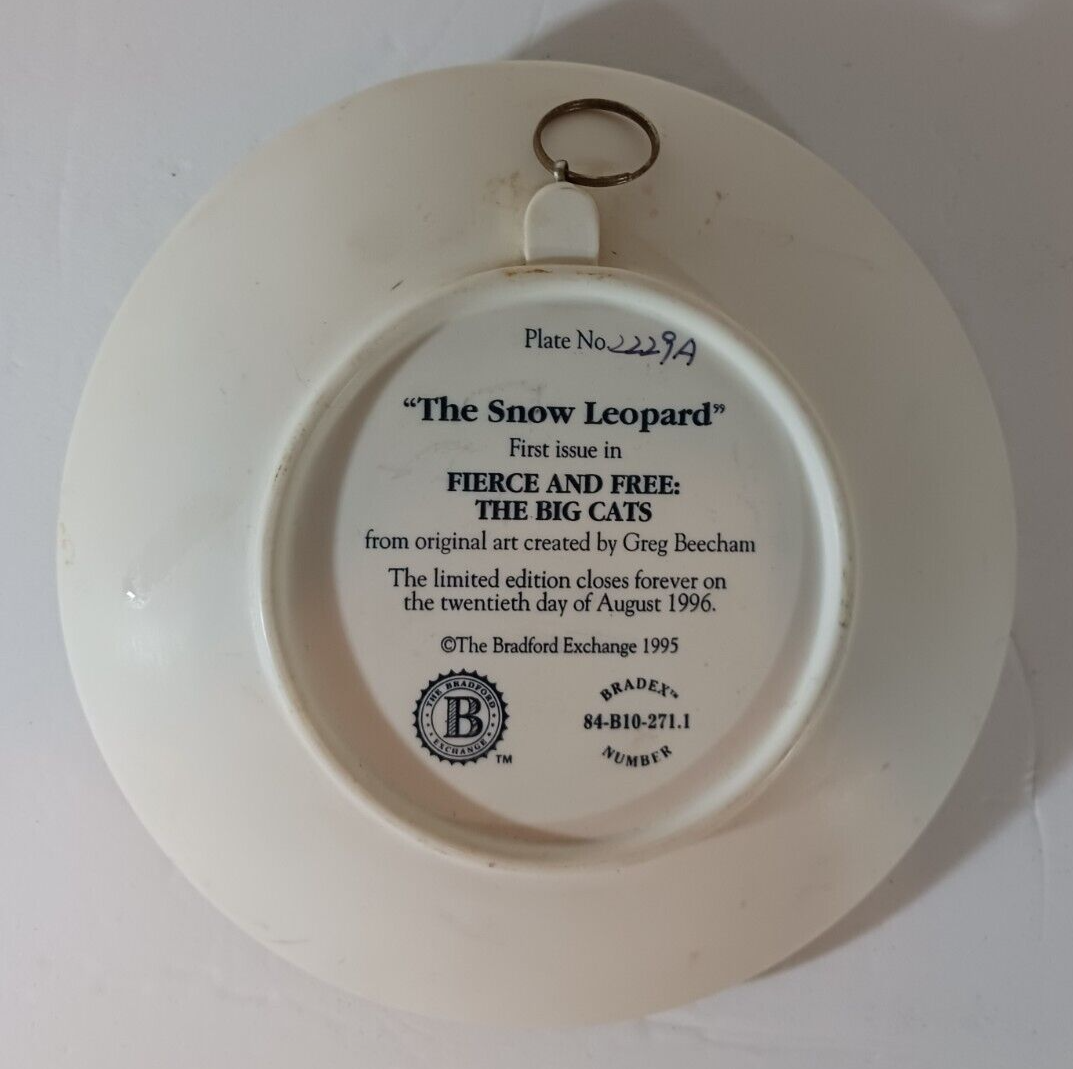 Plate No 2229A
“The Snow Leopard”
First issue in
FIERCE AND FREE:
THE BIG CATS
from original art created by Greg Beecham
The limited edition closes forever on
the twentieth day of August 1996.
©The Bradford Exchange 1995
THE BRADFORD
B
EXCHANGE
TM
BRADEX™
84-B10-271.1
NUMBER